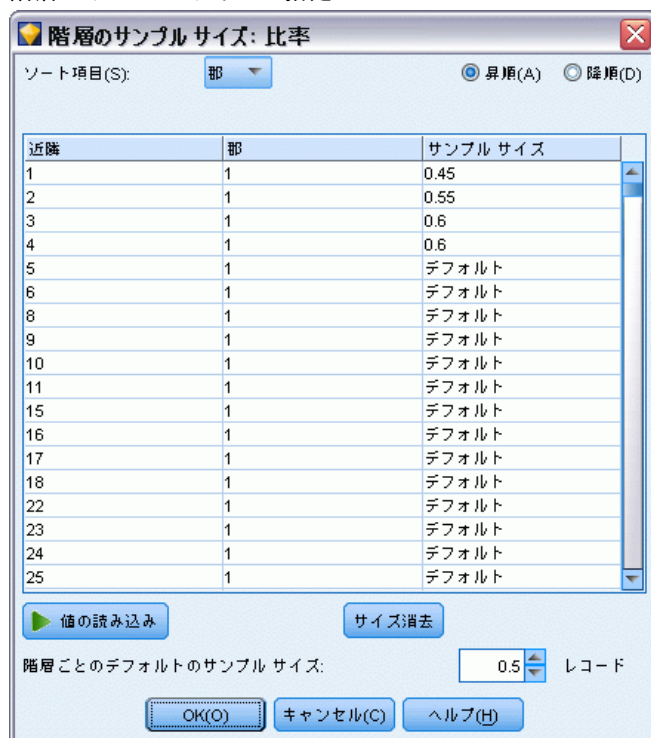 階層のサンプル サイズ: 比率
ソート項目(S): 郡 昇順(A) 降順(D)
近隣 郡 サンプル サイズ
1 1 0.45
2 1 0.55
3 1 0.6
4 1 0.6
5 1 デフォルト
6 1 デフォルト
8 1 デフォルト
9 1 デフォルト
10 1 デフォルト
11 1 デフォルト
15 1 デフォルト
16 1 デフォルト
17 1 デフォルト
18 1 デフォルト
22 1 デフォルト
23 1 デフォルト
24 1 デフォルト
25 1 デフォルト
値の読み込み サイズ消去
階層ごとのデフォルトのサンプル サイズ: 0.5 レコード
OK(O) キャンセル(C) ヘルプ(H)